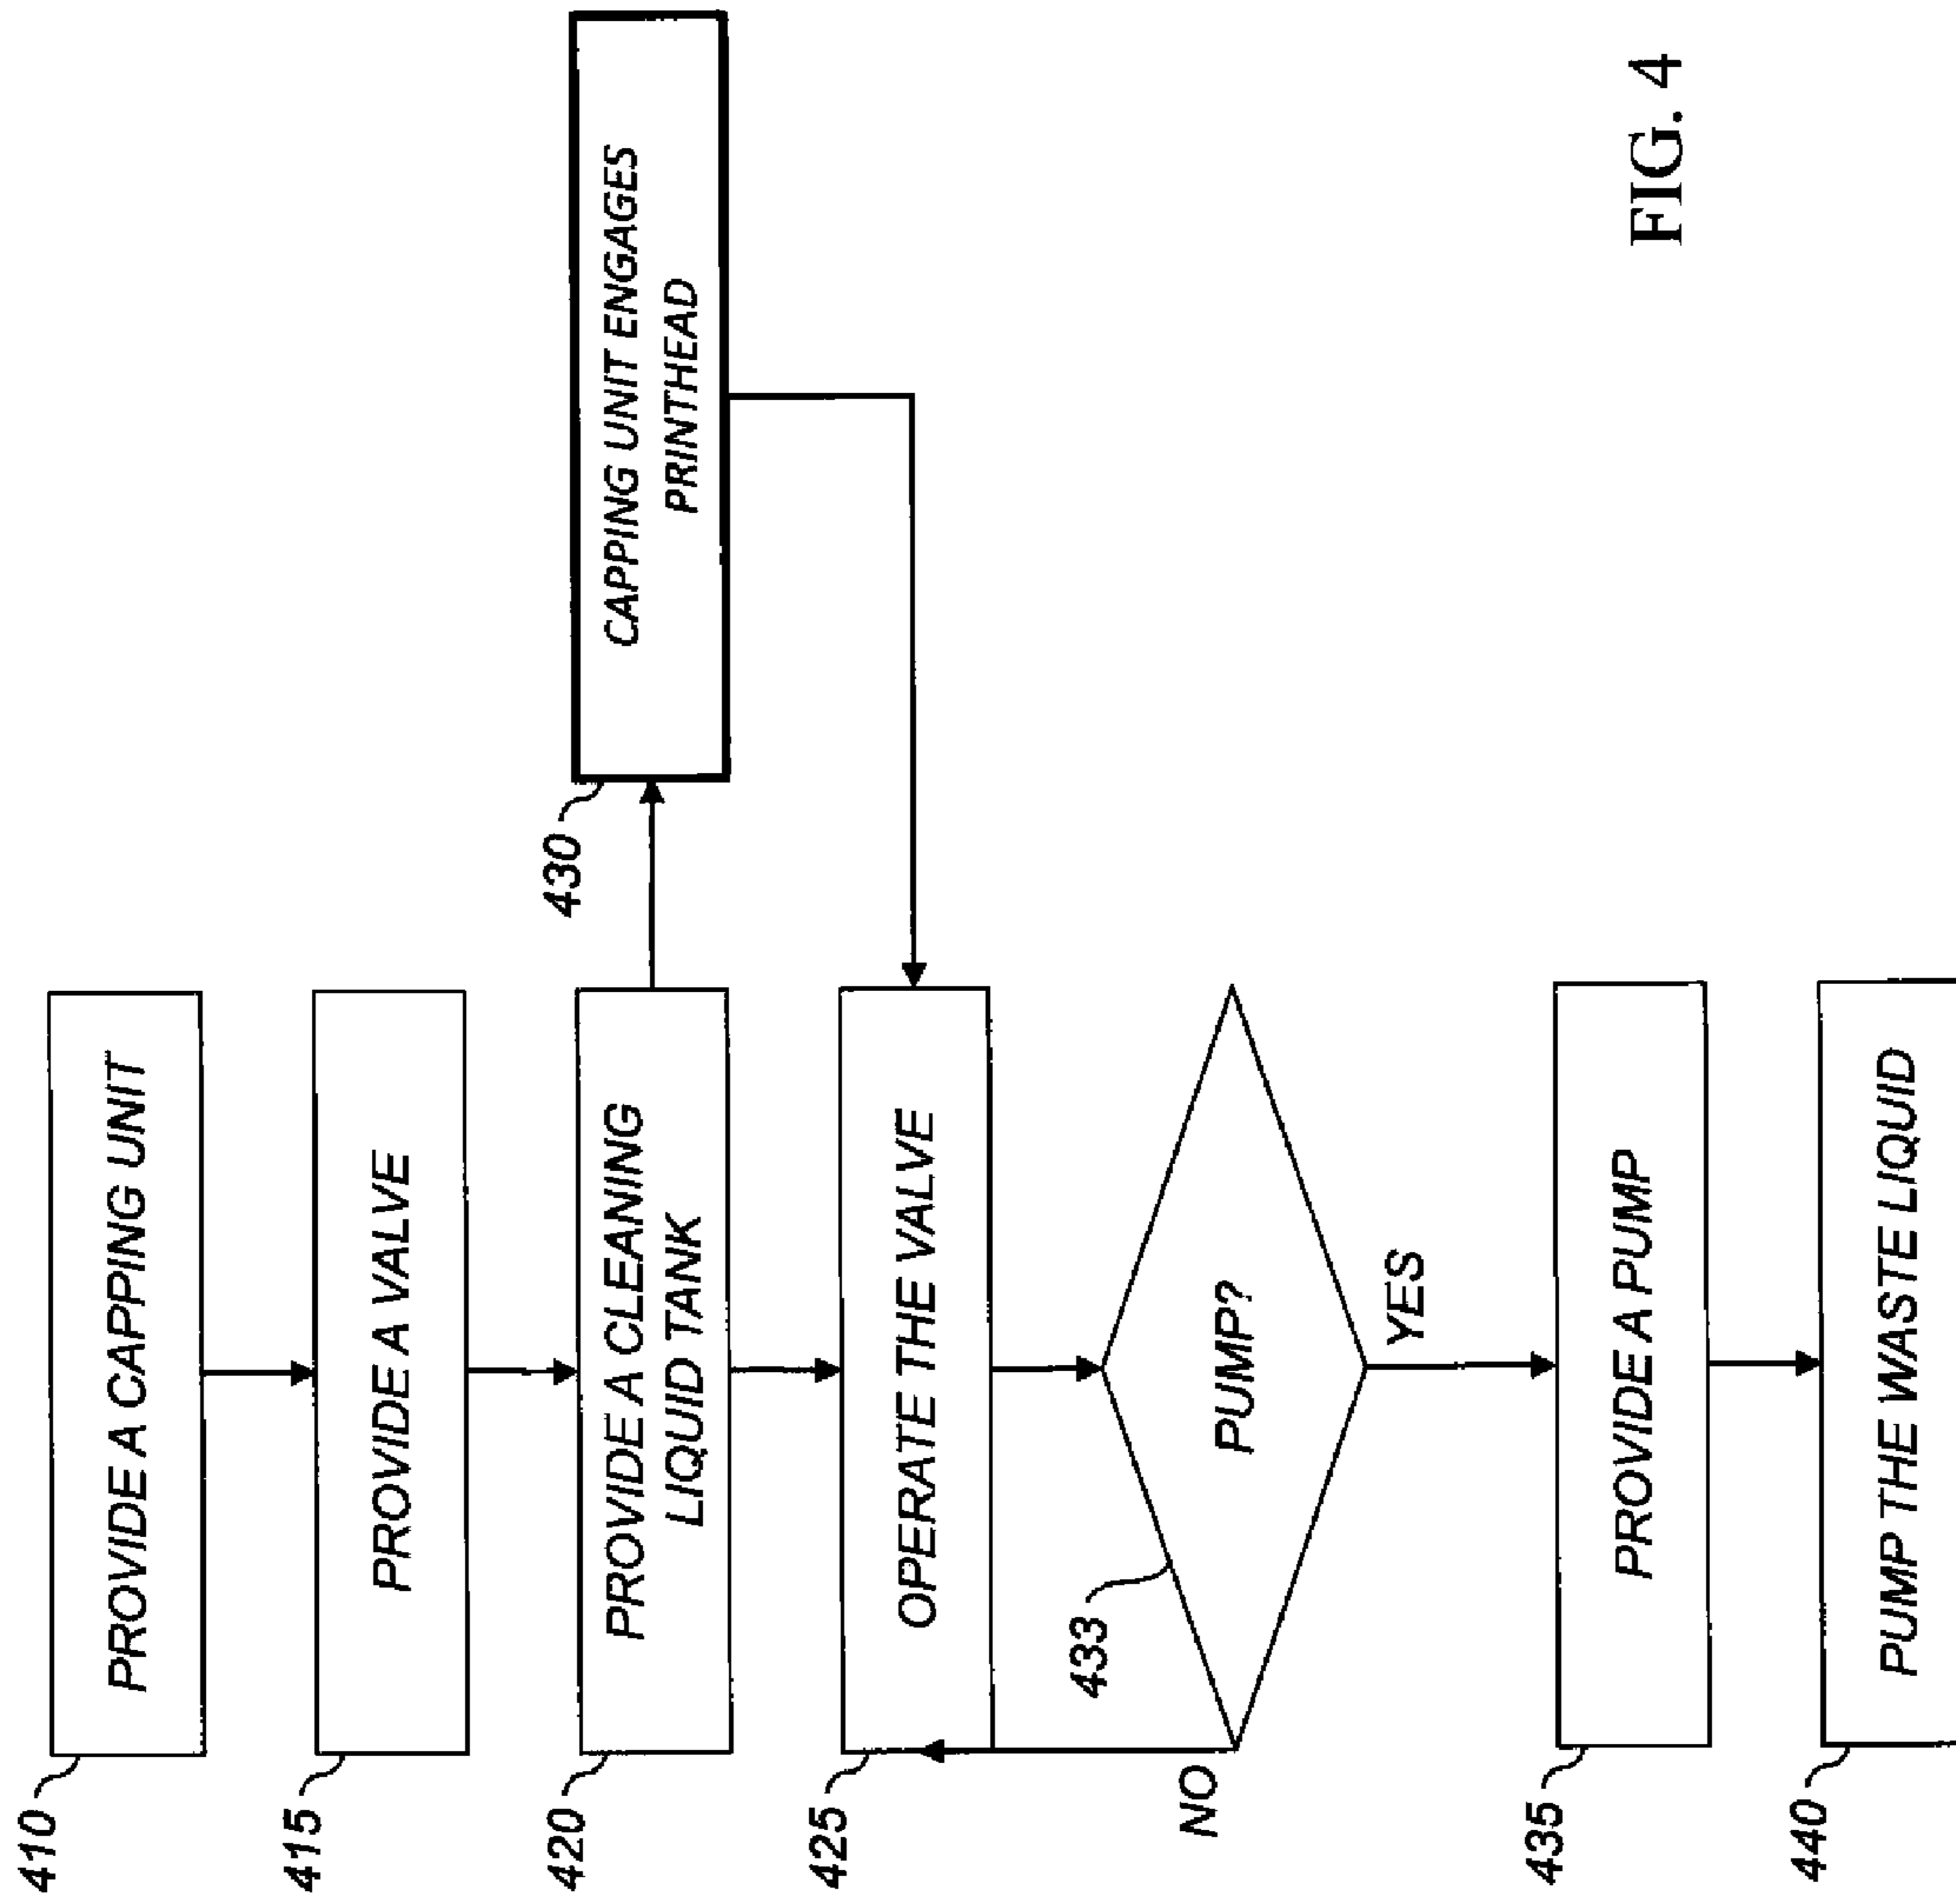 410
PROVIDE A CAPPING UNIT
415
PROVIDE A VALVE
420
PROVIDE A CLEANING
LIQUID TANK
430
CAPPING UNIT ENGAGES
PRINTHEAD
425
OPERATE THE VALVE
433
PUMP?
NO
YES
435
PROVIDE A PUMP
440
PUMP THE WASTE LIQUID
FIG. 4